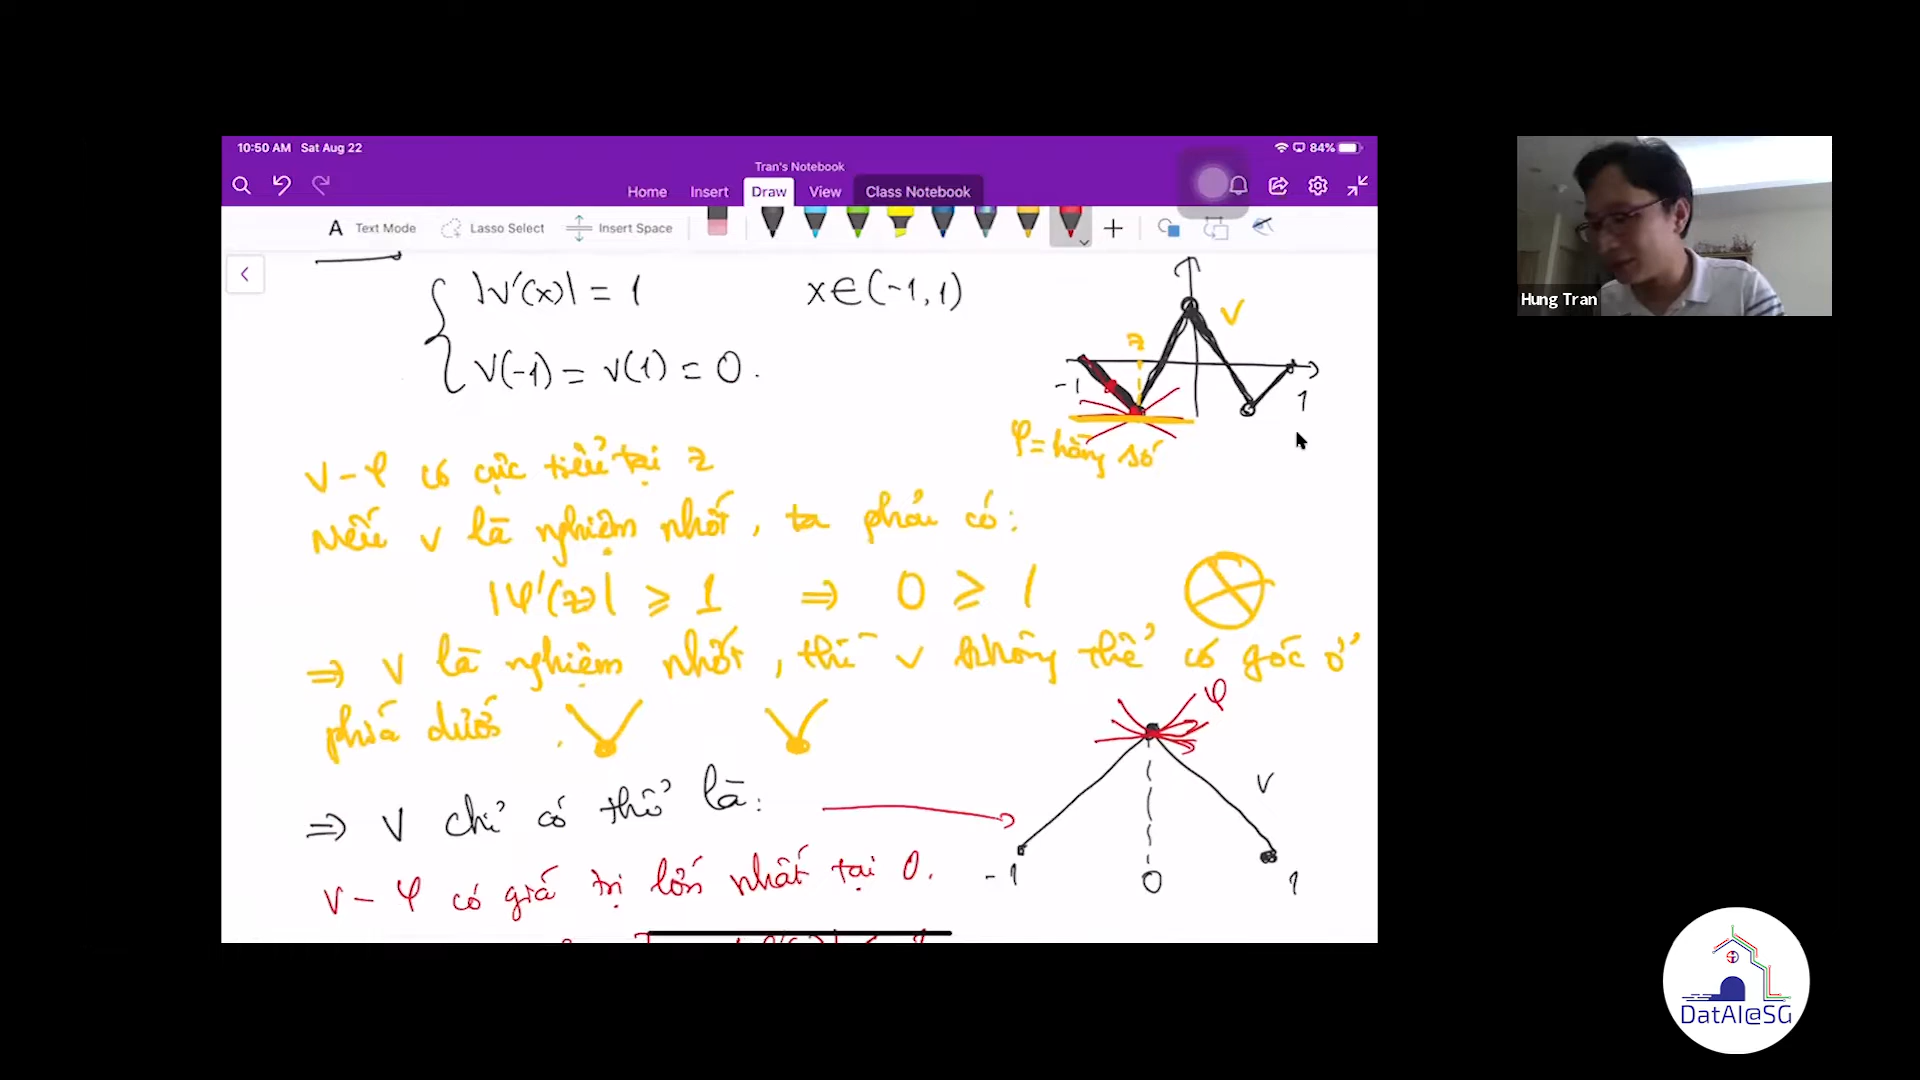 10:50 AM Sat Aug 22
84%
Tran's Notebook
Home Insert Draw View Class Notebook
A Text Mode Lasso Select Insert Space
|v'(x)| = 1 x ∈ (-1, 1)
v(-1) = v(1) = 0.
v
z
-1
1
φ = hằng số
v - φ có cực tiểu tại z
Nếu v là nghiệm nhớt, ta phải có:
|φ'(z)| ≥ 1 ⇒ 0 ≥ 1
⇒ v là nghiệm nhớt, thì v không thể có góc ở
phía dưới.
φ
v
⇒ v chỉ có thể là:
-1 0 1
v - φ có giá trị lớn nhất tại 0.
Hung Tran
DatAI@SG